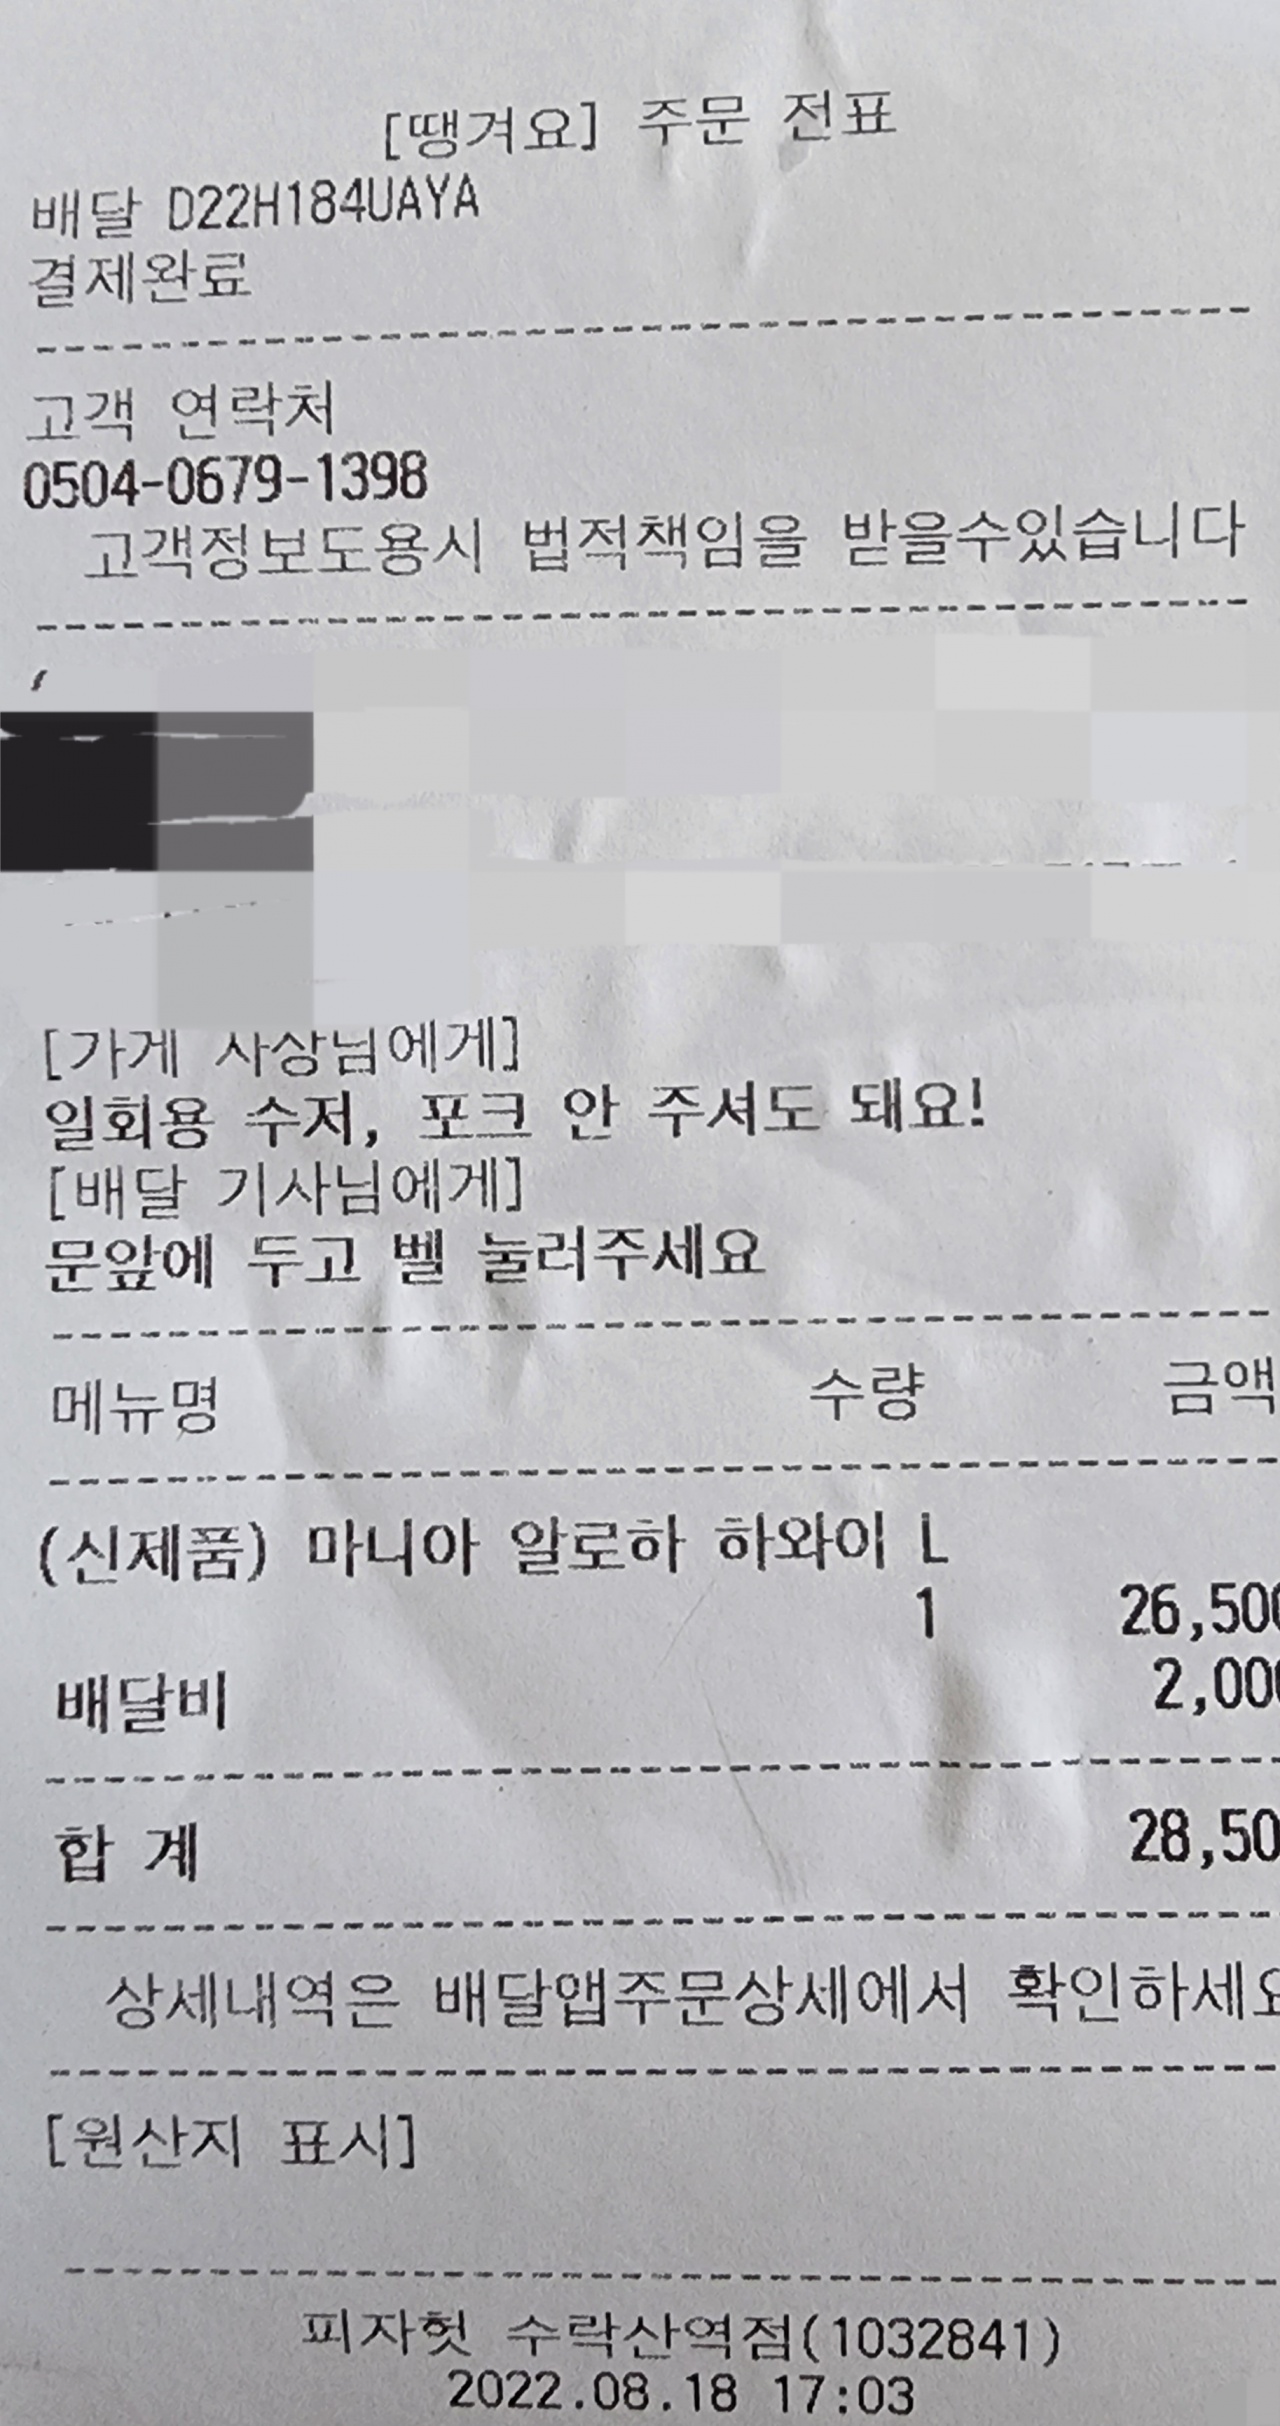 [땡겨요] 주문 전표
배달 D22H184UAYA
결제완료
고객 연락처
0504-0679-1398
고객정보도용시 법적책임을 받을수있습니다
[가게 사장님에게]
일회용 수저, 포크 안 주셔도 돼요!
[배달 기사님에게]
문앞에 두고 벨 눌러주세요
메뉴명 수량 금액
(신제품) 마니아 알로하 하와이 L
1 26,500
배달비 2,000
합 계 28,50
상세내역은 배달앱주문상세에서 확인하세요
[원산지 표시]
피자헛 수락산역점(1032841)
2022.08.18 17:03